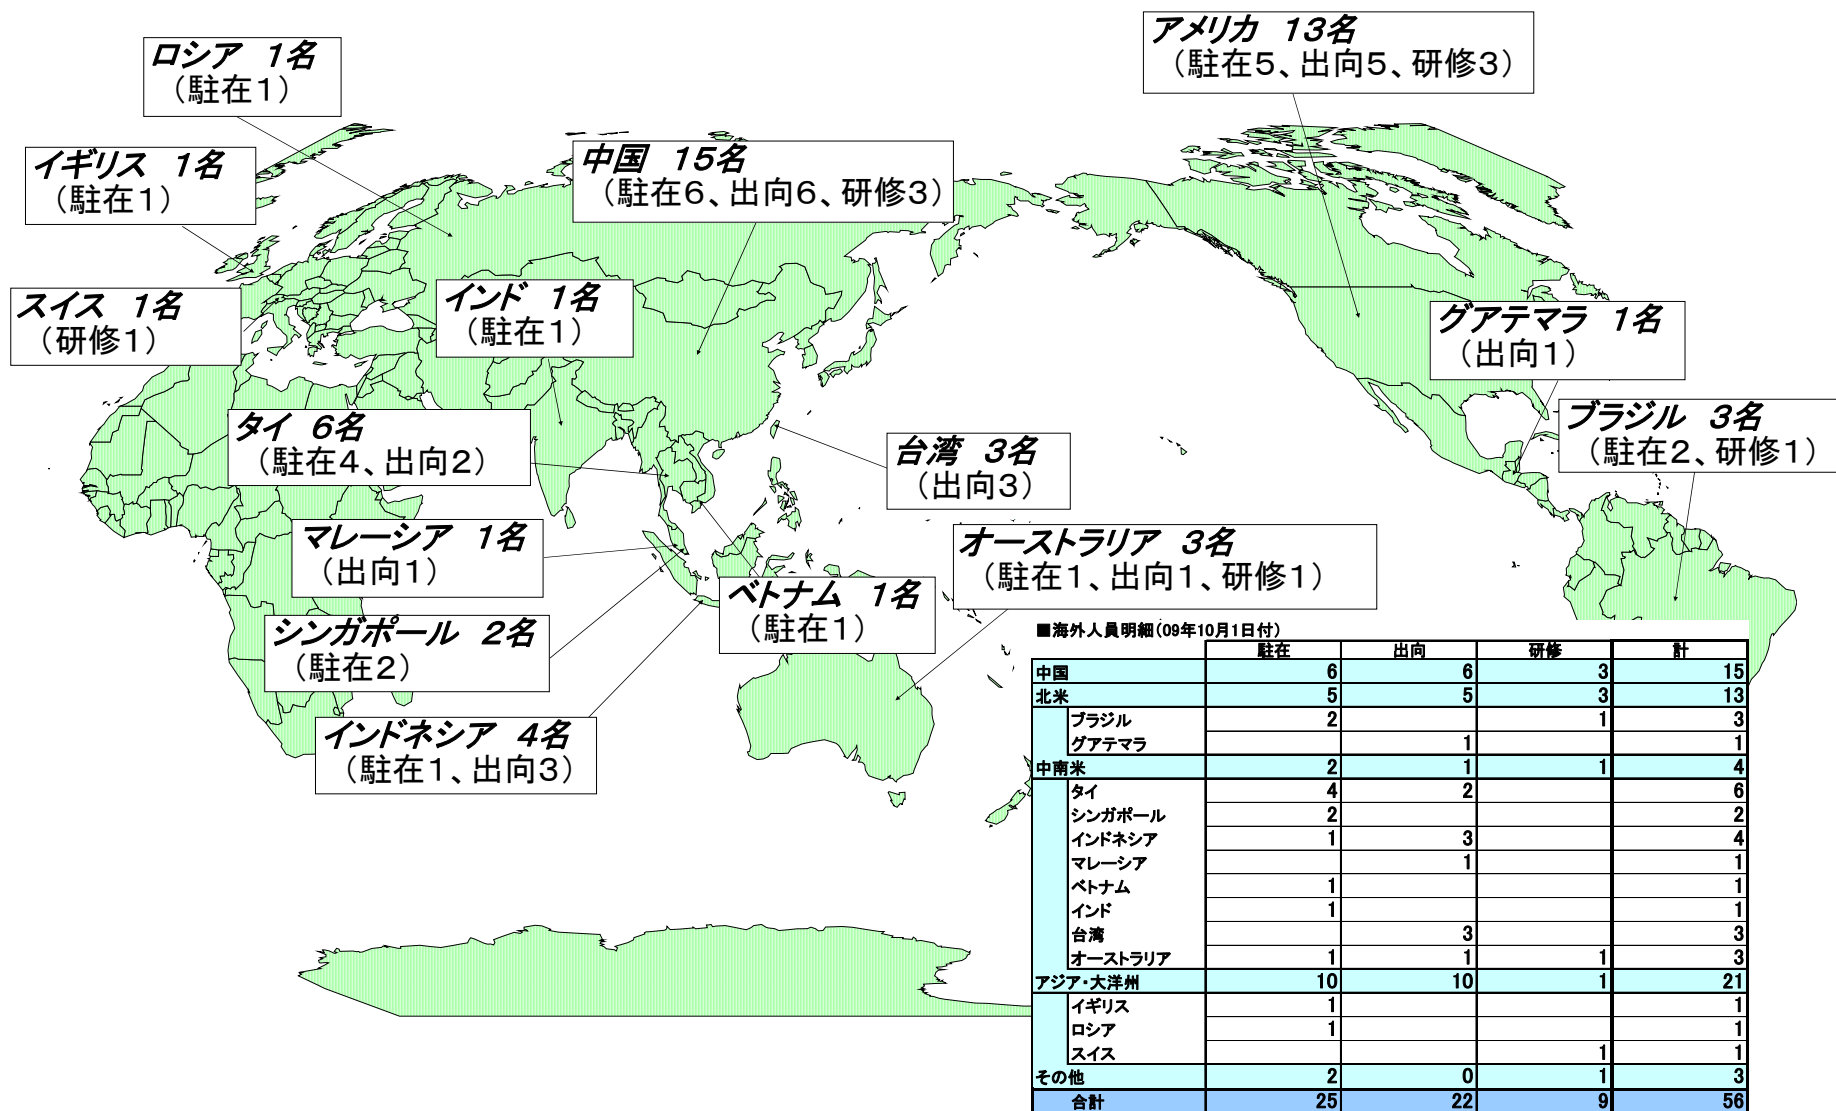 ロシア 1名
（駐在1）
アメリカ 13名
（駐在5、出向5、研修3）
イギリス 1名
（駐在1）
中国 15名
（駐在6、出向6、研修3）
スイス 1名
（研修1）
インド 1名
（駐在1）
グアテマラ 1名
（出向1）
タイ 6名
（駐在4、出向2）
台湾 3名
（出向3）
ブラジル 3名
（駐在2、研修1）
マレーシア 1名
（出向1）
オーストラリア 3名
（駐在1、出向1、研修1）
ベトナム 1名
（駐在1）
シンガポール 2名
（駐在2）
インドネシア 4名
（駐在1、出向3）
■海外人員明細（09年10月1日付）
駐在 出向 研修 計
中国 6 6 3 15
北米 5 5 3 13
ブラジル 2 1 3
グアテマラ 1 1
中南米 2 1 1 4
タイ 4 2 6
シンガポール 2 2
インドネシア 1 3 4
マレーシア 1 1
ベトナム 1 1
インド 1 1
台湾 3 3
オーストラリア 1 1 1 3
アジア・大洋州 10 10 1 21
イギリス 1 1
ロシア 1 1
スイス 1 1
その他 2 0 1 3
合計 25 22 9 56